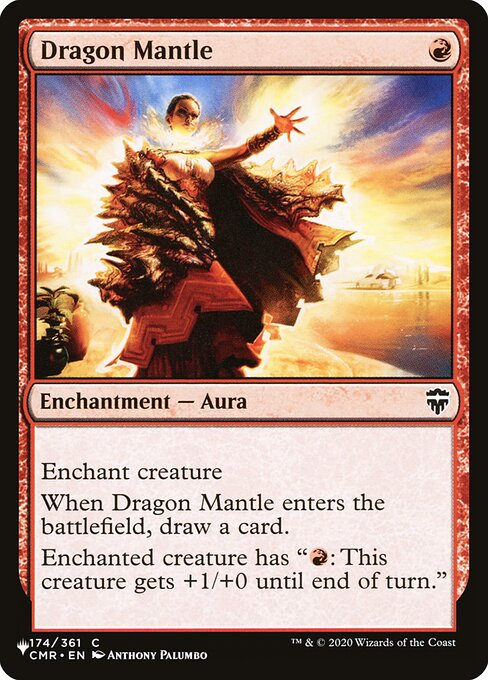 Dragon Mantle
Enchantment — Aura
Enchant creature
When Dragon Mantle enters the
battlefield, draw a card.
Enchanted creature has “R: This
creature gets +1/+0 until end of turn.”
174/361 C
CMR • EN Anthony Palumbo
™ & © 2020 Wizards of the Coast